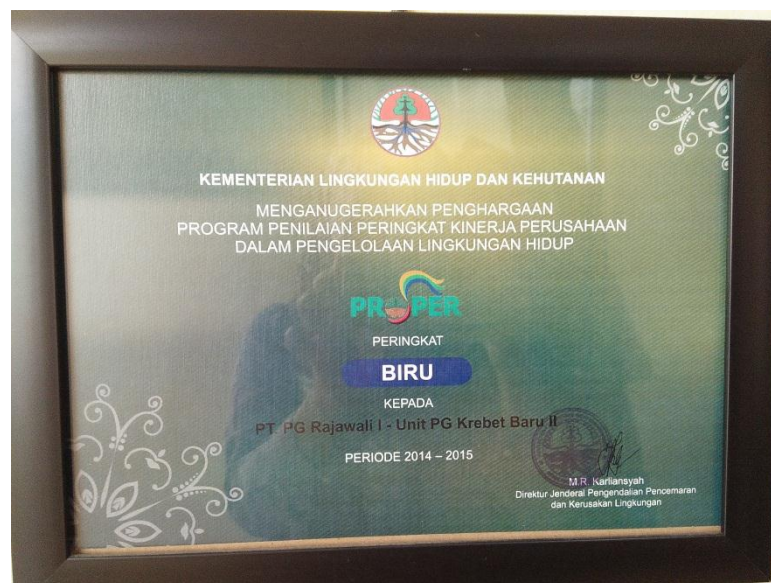 KEMENTERIAN LINGKUNGAN HIDUP DAN KEHUTANAN
MENGANUGERAHKAN PENGHARGAAN
PROGRAM PENILAIAN PERINGKAT KINERJA PERUSAHAAN
DALAM PENGELOLAAN LINGKUNGAN HIDUP
PROPER
PERINGKAT
BIRU
KEPADA
PT. PG Rajawali I - Unit PG Krebet Baru II
PERIODE 2014 – 2015
M.R. Karliansyah
Direktur Jenderal Pengendalian Pencemaran
dan Kerusakan Lingkungan